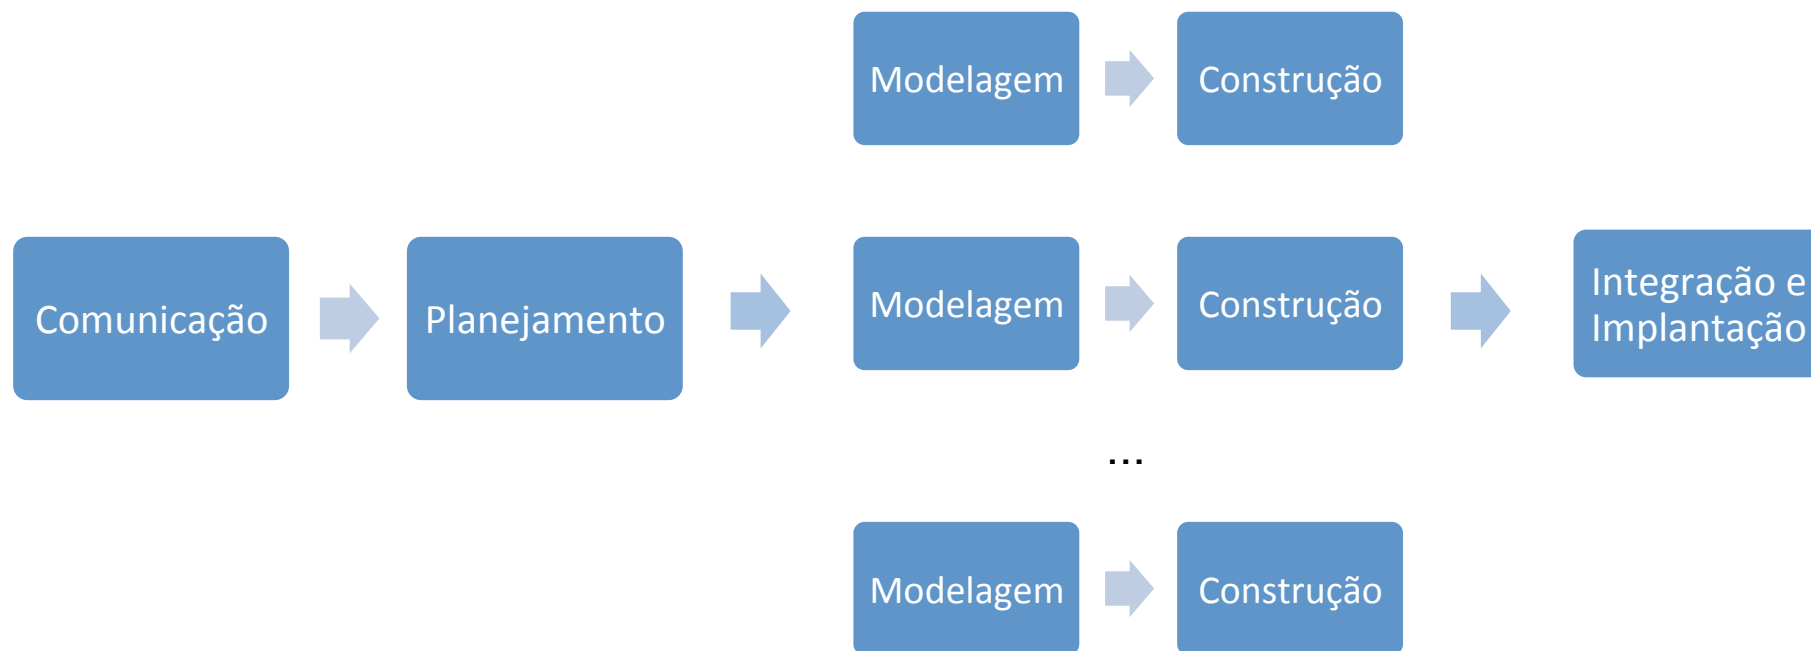 Modelagem
Construção
Comunicação
Planejamento
Modelagem
Construção
Integração e
Implantação
...
Modelagem
Construção